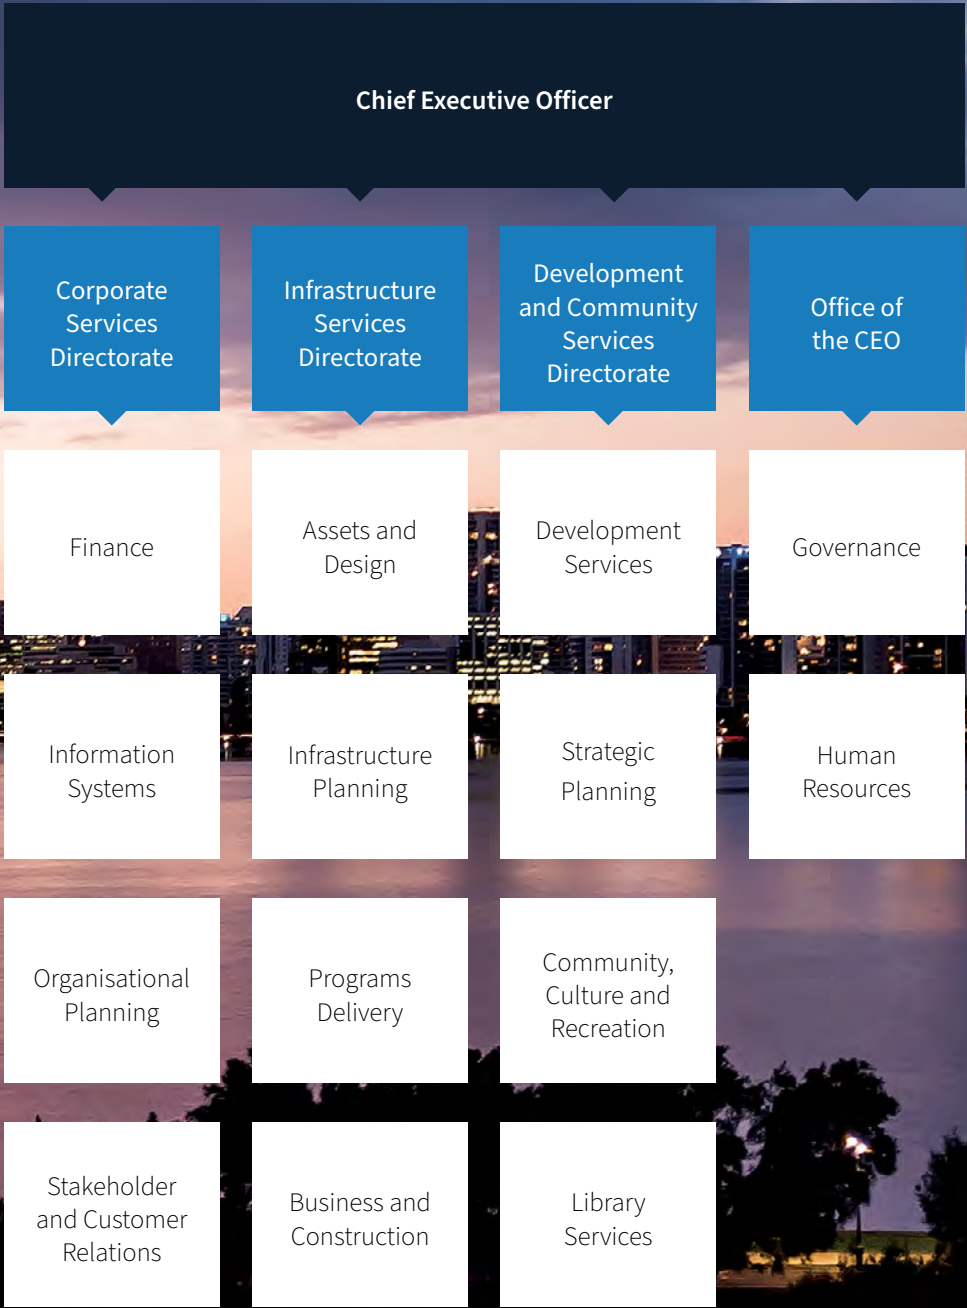 Chief Executive Officer
Corporate
Services
Directorate
Infrastructure
Services
Directorate
Development
and Community
Services
Directorate
Office of
the CEO
Finance
Assets and
Design
Development
Services
Governance
Information
Systems
Infrastructure
Planning
Strategic
Planning
Human
Resources
Organisational
Planning
Programs
Delivery
Community,
Culture and
Recreation
Stakeholder
and Customer
Relations
Business and
Construction
Library
Services